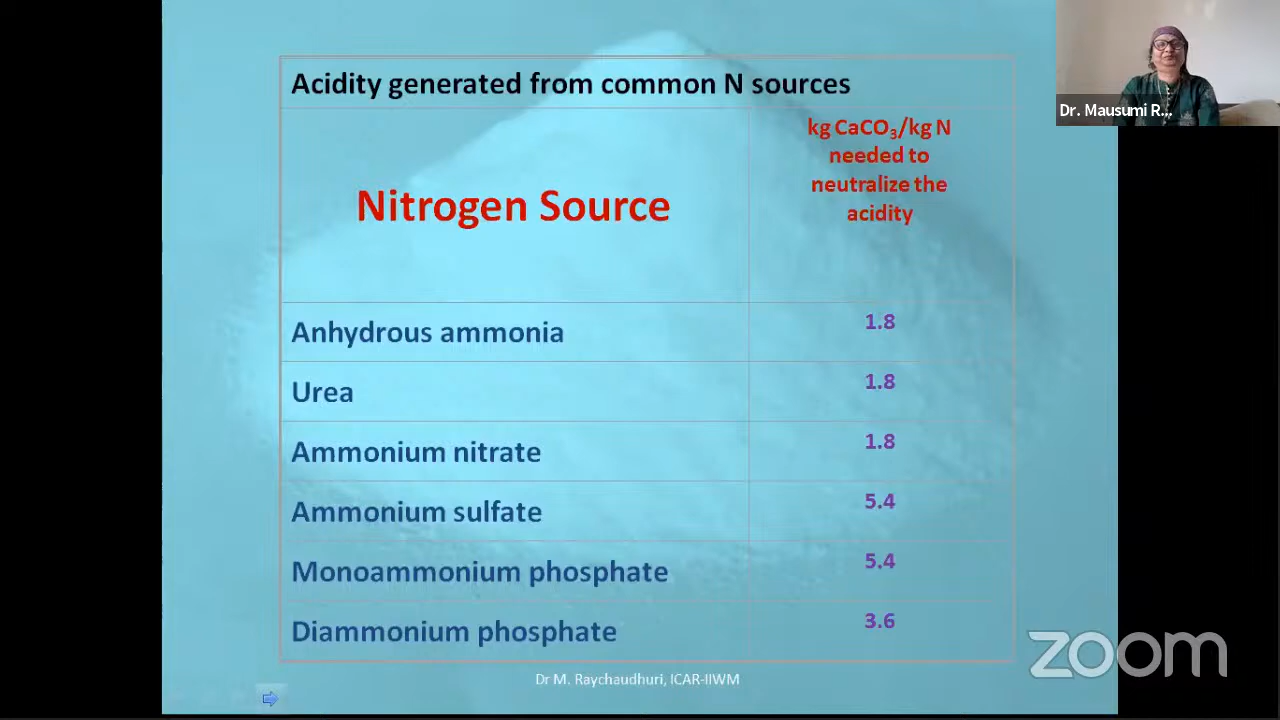 Acidity generated from common N sources
Nitrogen Source
kg CaCO₃/kg N
needed to
neutralize the
acidity
Anhydrous ammonia 1.8
Urea 1.8
Ammonium nitrate 1.8
Ammonium sulfate 5.4
Monoammonium phosphate 5.4
Diammonium phosphate 3.6
Dr M. Raychaudhuri, ICAR-IIWM
Dr. Mausumi R...
zoom